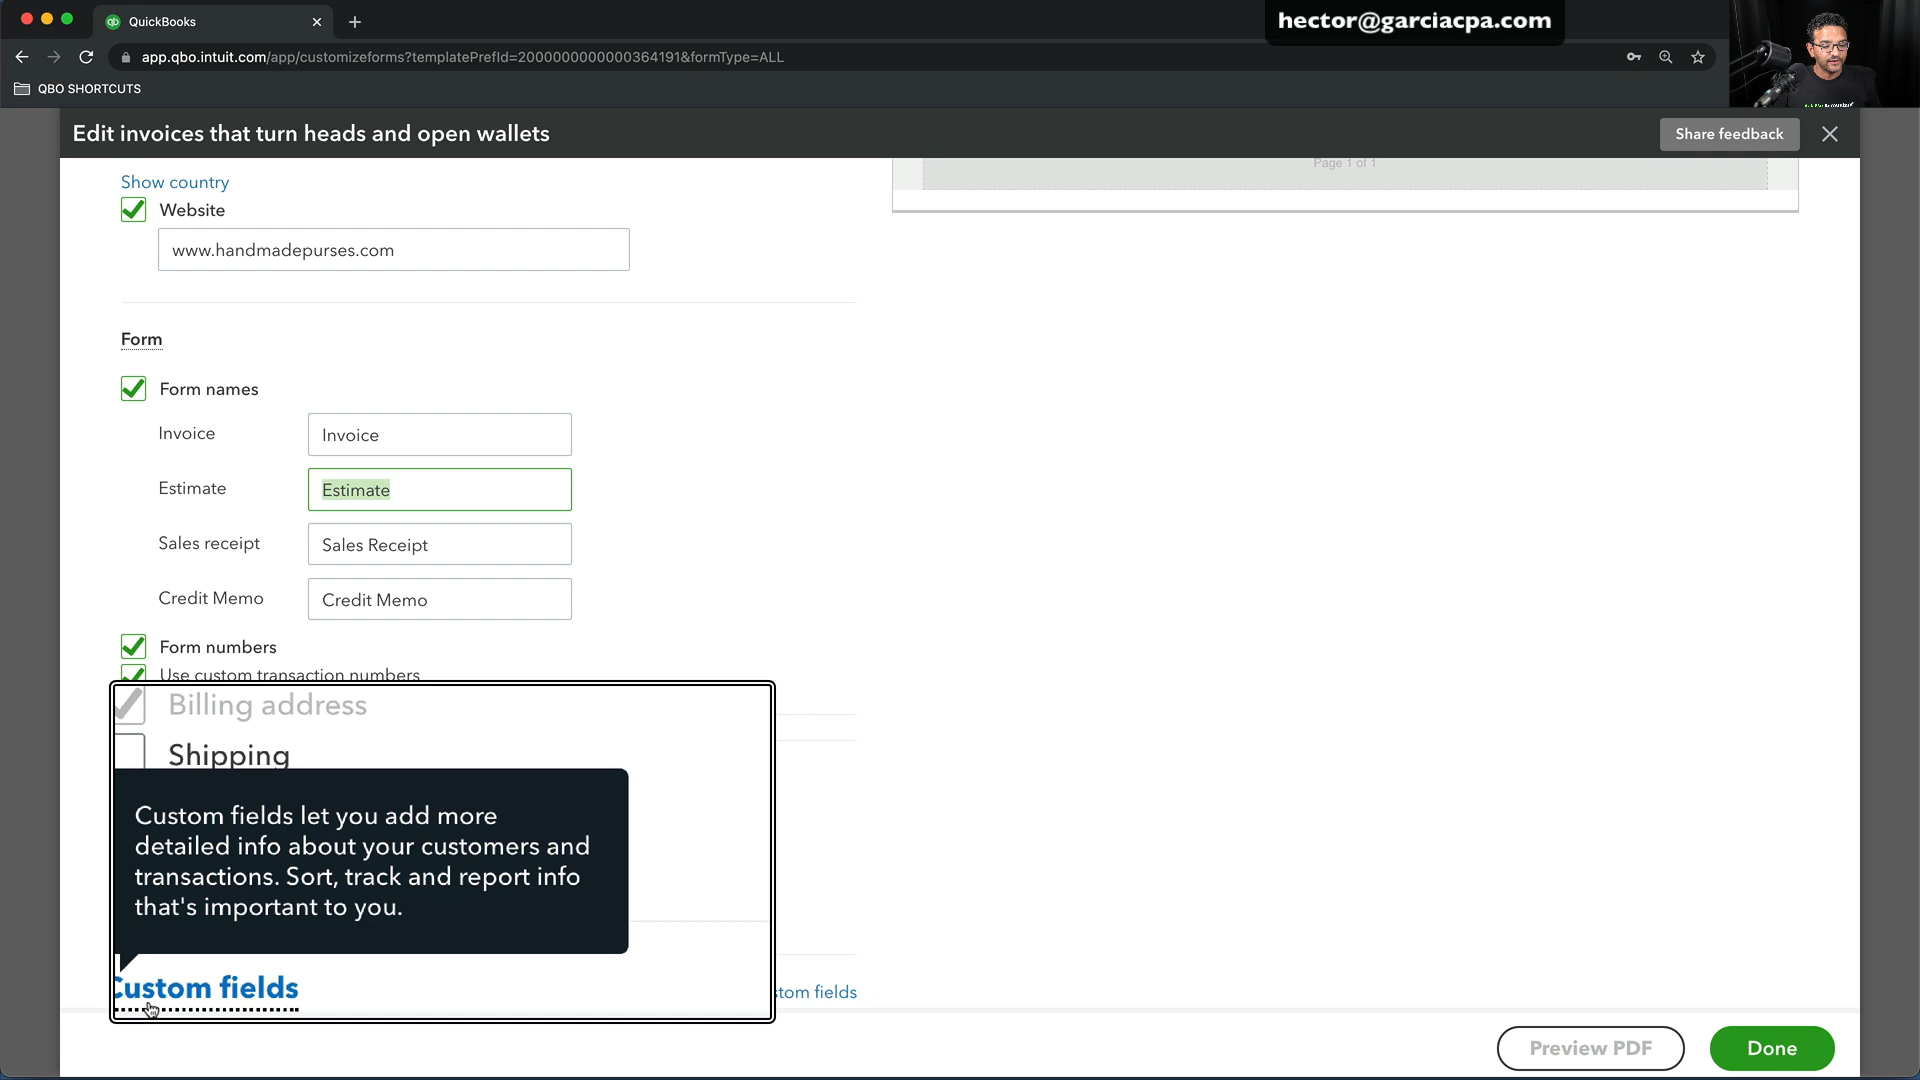 QuickBooks
hector@garciacpa.com
app.qbo.intuit.com/app/customizeforms?templatePrefId=2000000000000364191&formType=ALL
QBO SHORTCUTS
Edit invoices that turn heads and open wallets
Share feedback
Page 1 of 1
Show country
Website
www.handmadepurses.com
Form
Form names
Invoice
Invoice
Estimate
Estimate
Sales receipt
Sales Receipt
Credit Memo
Credit Memo
Form numbers
Use custom transaction numbers
Billing address
Shipping
Custom fields let you add more
detailed info about your customers and
transactions. Sort, track and report info
that's important to you.
Custom fields
stom fields
Preview PDF
Done